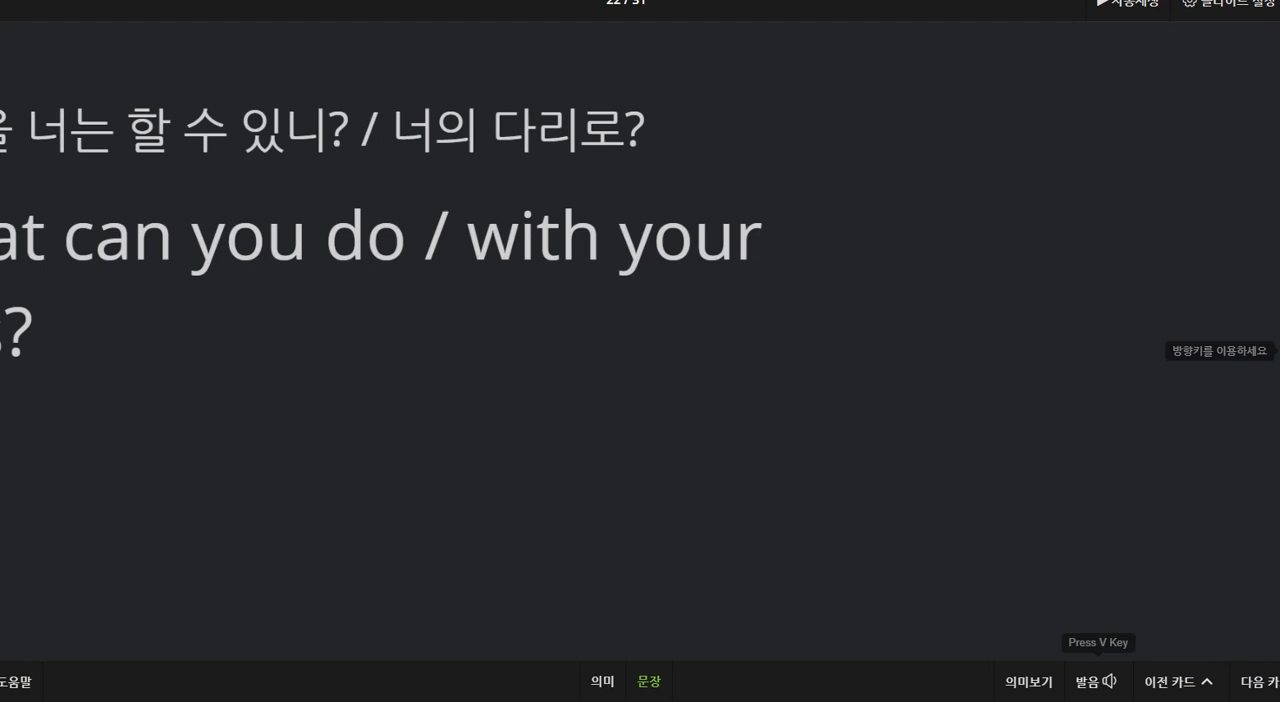 22 / 31
자동재생 슬라이드 설정
너는 할 수 있니? / 너의 다리로?
can you do / with your
?
방향키를 이용하세요
Press V Key
도움말 의미 문장 의미보기 발음 이전 카드 다음